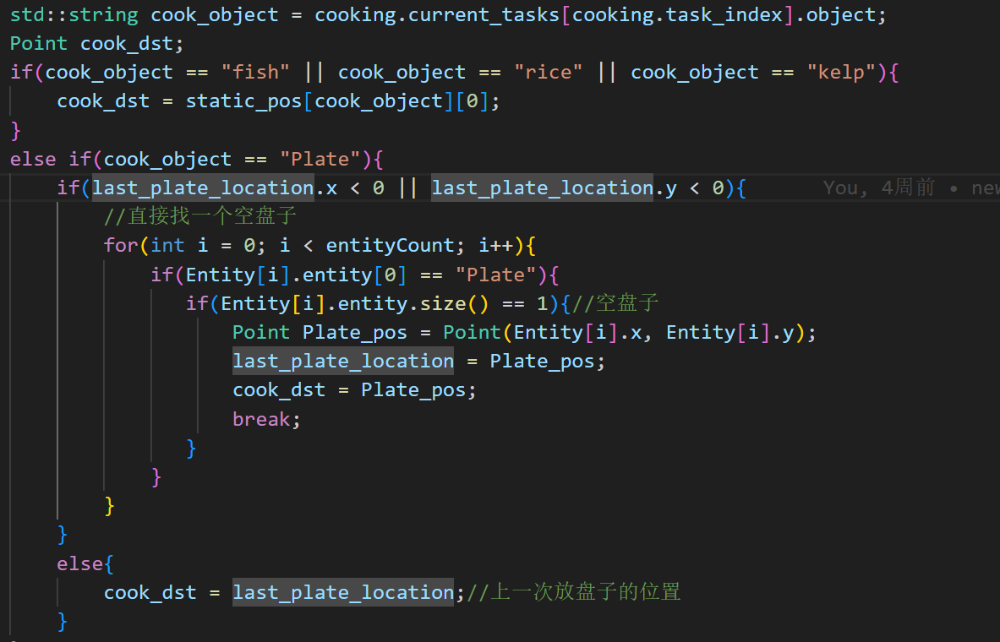 std::string cook_object = cooking.current_tasks[cooking.task_index].object;
Point cook_dst;
if(cook_object == "fish" || cook_object == "rice" || cook_object == "kelp"){
    cook_dst = static_pos[cook_object][0];
}
else if(cook_object == "Plate"){
    if(last_plate_location.x < 0 || last_plate_location.y < 0){ You, 4周前 • new
        //直接找一个空盘子
        for(int i = 0; i < entityCount; i++){
            if(Entity[i].entity[0] == "Plate"){
               if(Entity[i].entity.size() == 1){//空盘子
                   Point Plate_pos = Point(Entity[i].x, Entity[i].y);
                   last_plate_location = Plate_pos;
                   cook_dst = Plate_pos;
                   break;
               }
            }
        }
    }
    else{
        cook_dst = last_plate_location;//上一次放盘子的位置
    }